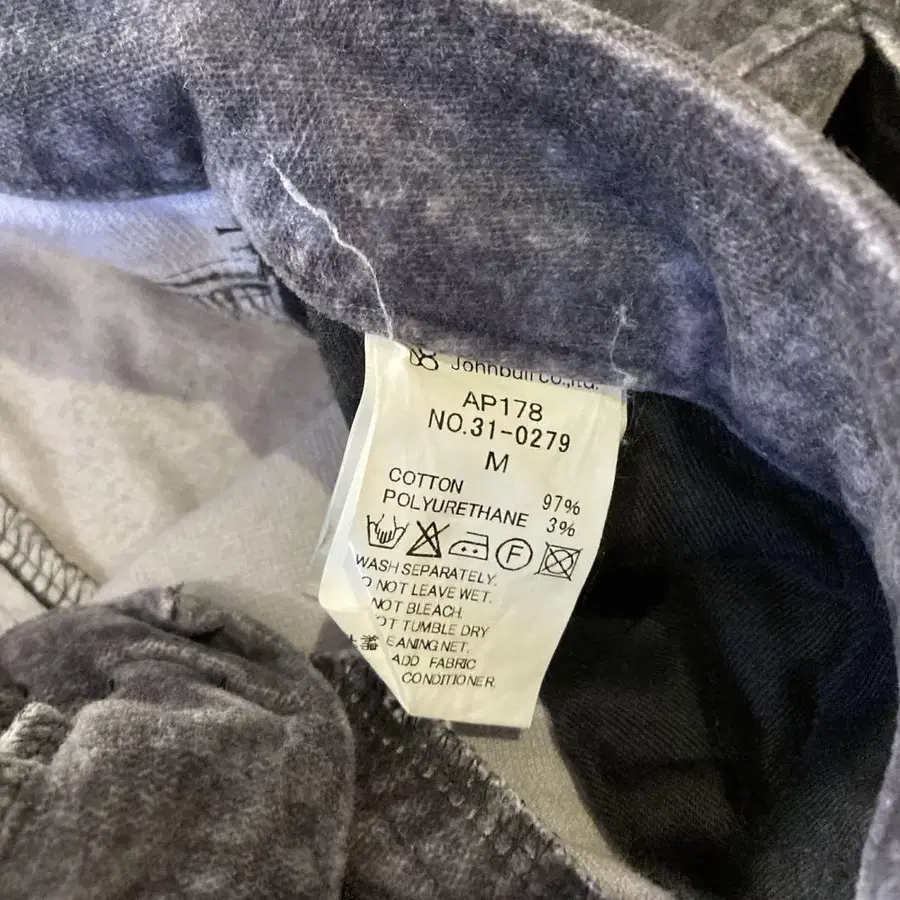 Johnbull co.,ltd.
AP178
NO.31-0279
M
COTTON 97%
POLYURETHANE 3%
F
WASH SEPARATELY.
O NOT LEAVE WET.
NOT BLEACH.
OT TUMBLE DRY
EANING NET.
ADD FABRIC
CONDITIONER.